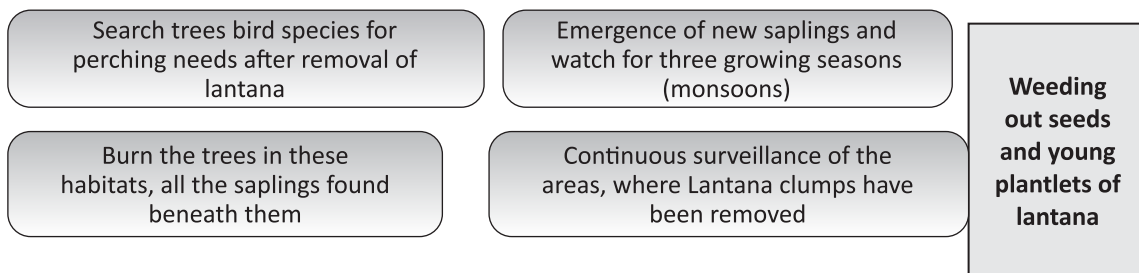 Search trees bird species for
perching needs after removal of
lantana
Emergence of new saplings and
watch for three growing seasons
(monsoons)
Burn the trees in these
habitats, all the saplings found
beneath them
Continuous surveillance of the
areas, where Lantana clumps have
been removed
Weeding
out seeds
and young
plantlets of
lantana